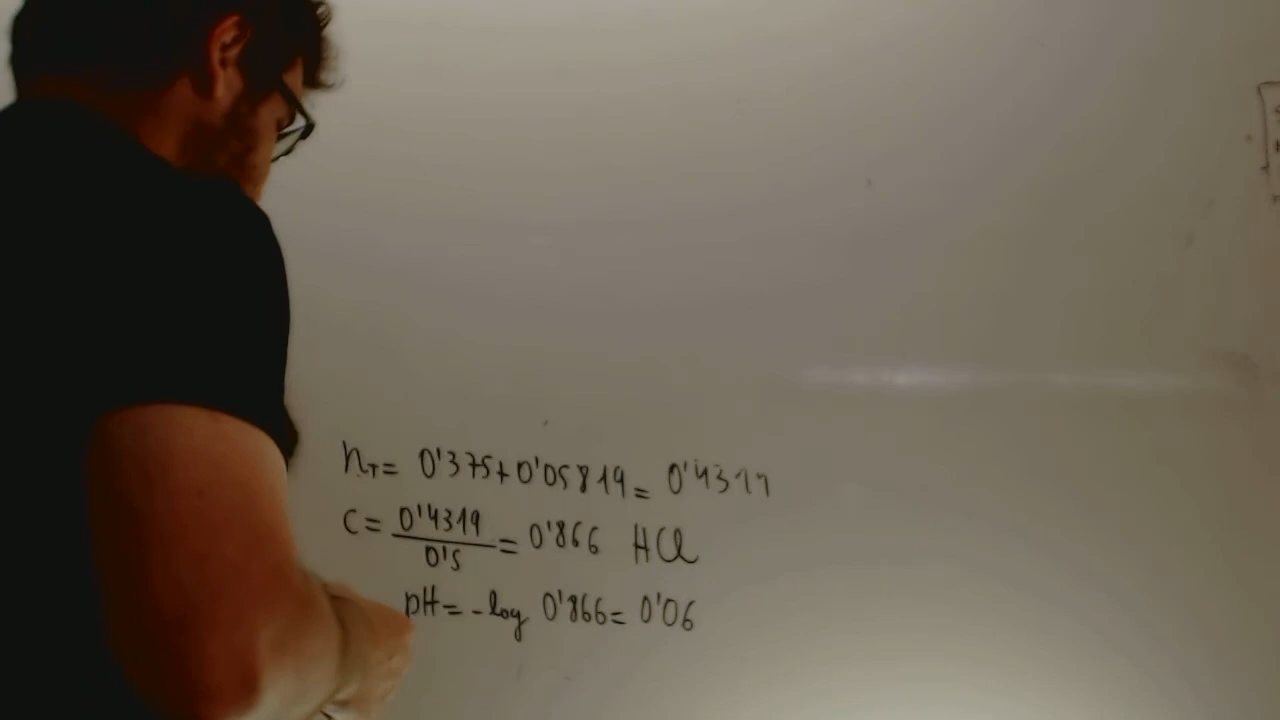 nT= 0'375+0'05819= 0'4319
c= 0'4319/0'5 = 0'866 HCl
pH= -log 0'866= 0'06